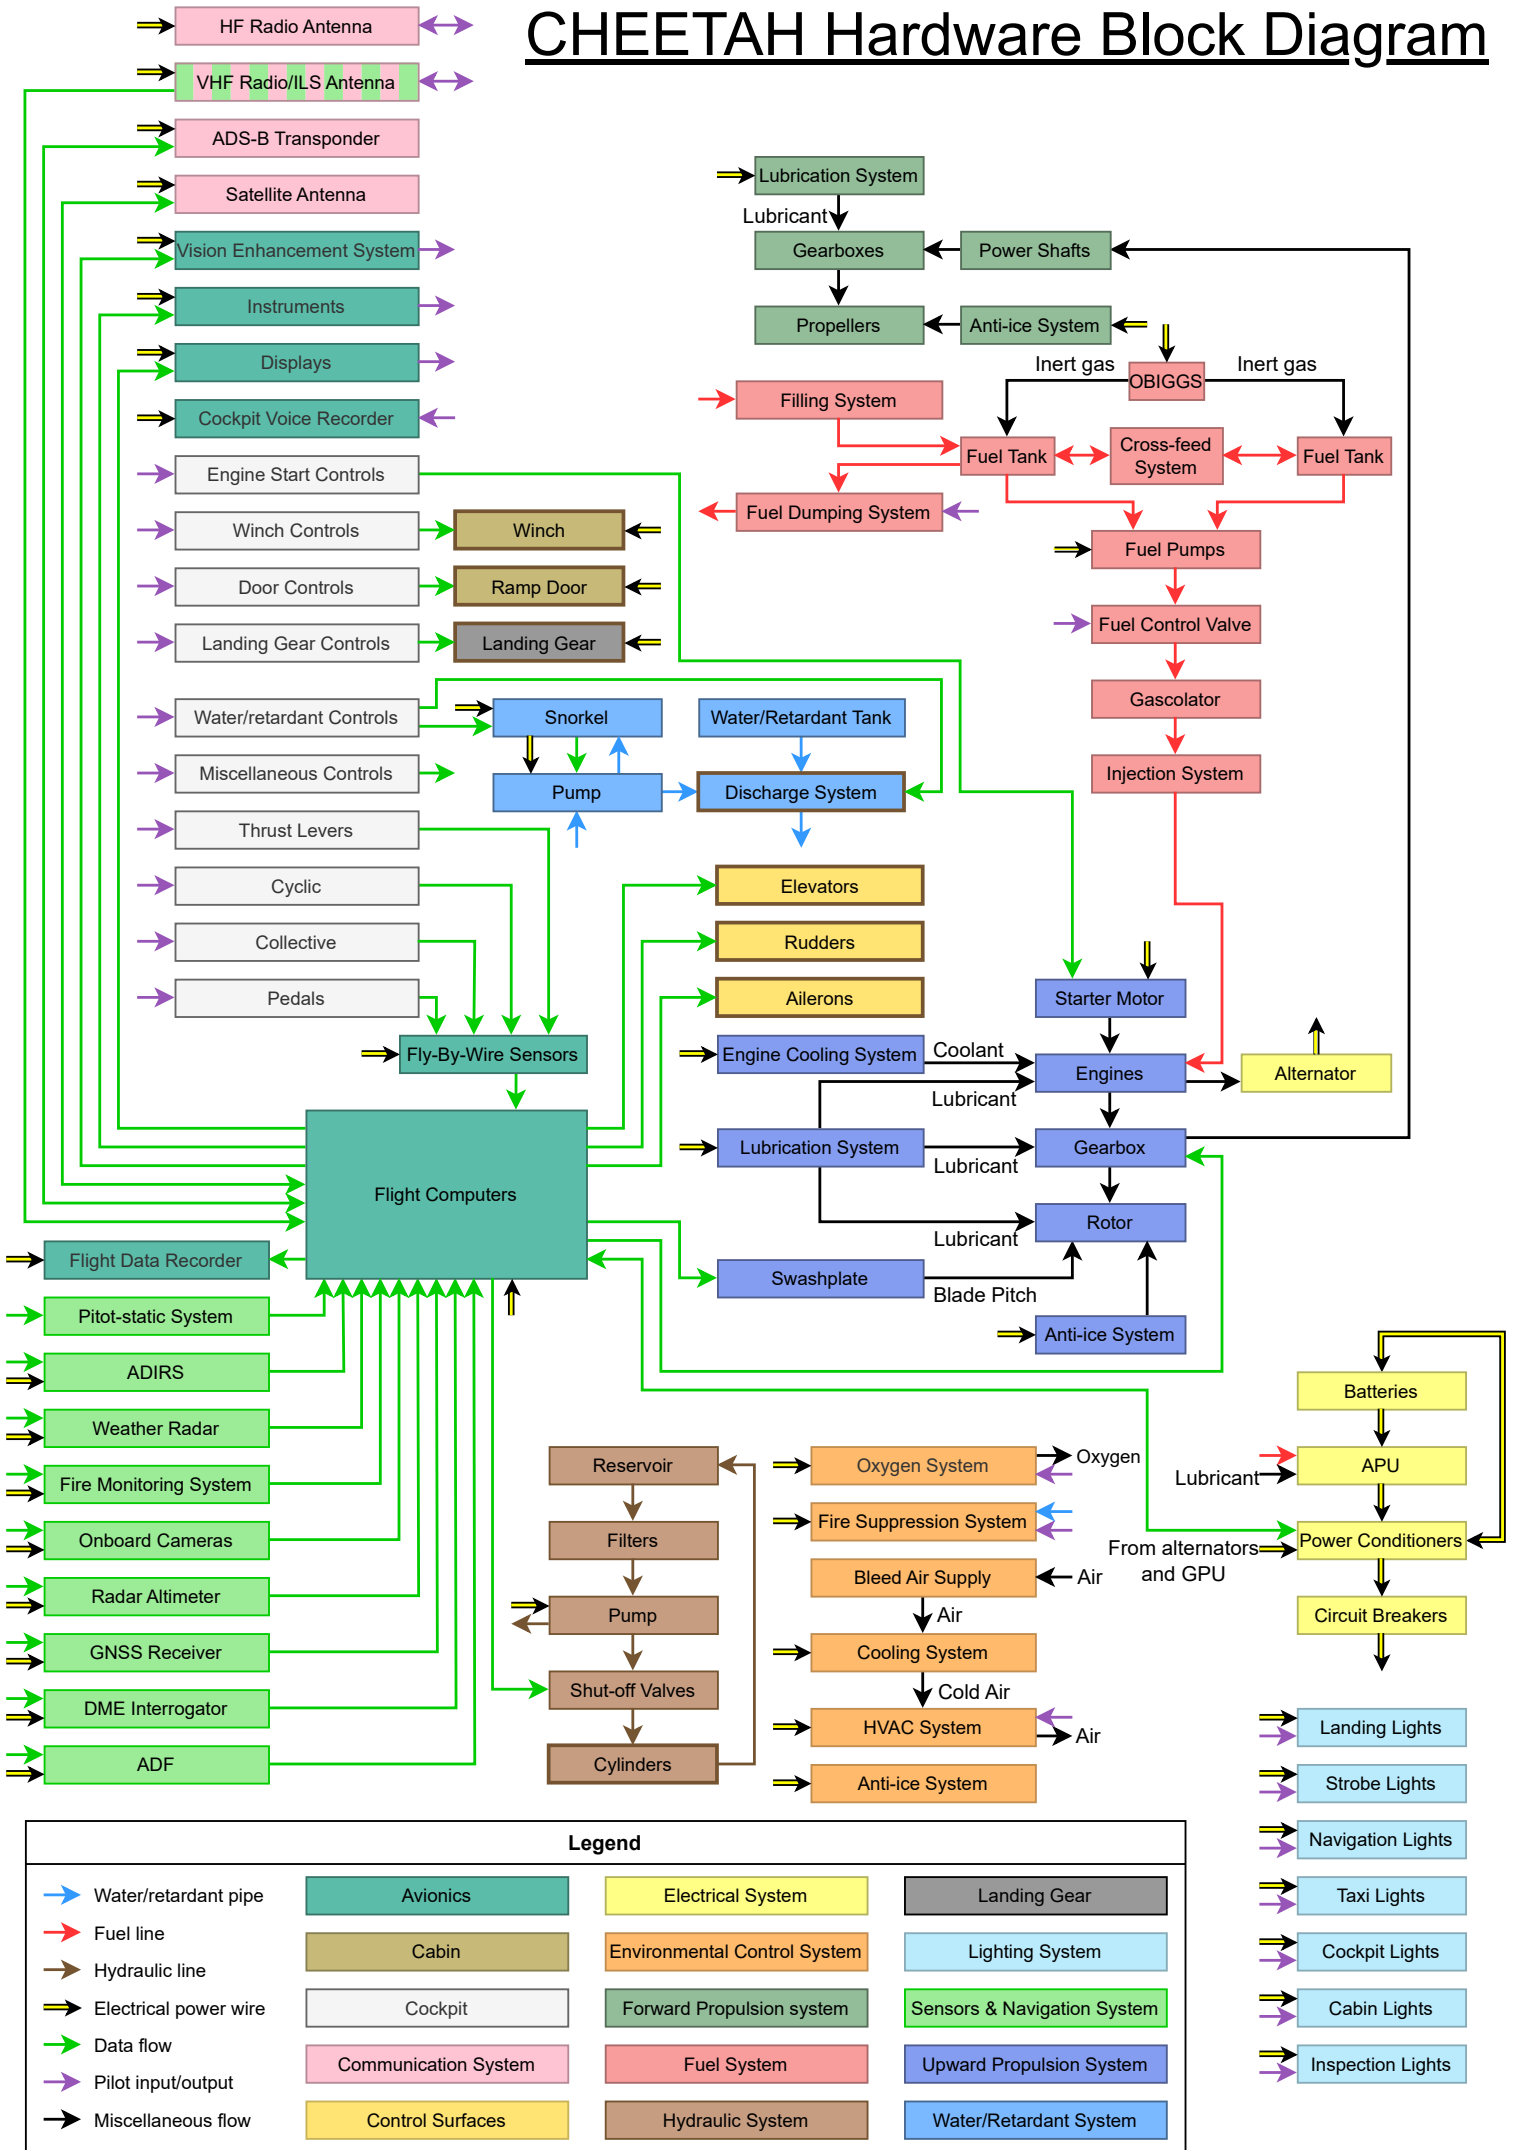 CHEETAH Hardware Block Diagram
HF Radio Antenna
VHF Radio/ILS Antenna
ADS-B Transponder
Satellite Antenna
Vision Enhancement System
Instruments
Displays
Cockpit Voice Recorder
Engine Start Controls
Winch Controls
Winch
Door Controls
Ramp Door
Landing Gear Controls
Landing Gear
Lubrication System
Lubricant
Gearboxes
Power Shafts
Propellers
Anti-ice System
Inert gas
Inert gas
OBIGGS
Filling System
Fuel Tank
Cross-feed
System
Fuel Tank
Fuel Dumping System
Fuel Pumps
Fuel Control Valve
Gascolator
Injection System
Water/retardant Controls
Snorkel
Water/Retardant Tank
Miscellaneous Controls
Pump
Discharge System
Thrust Levers
Cyclic
Collective
Pedals
Elevators
Rudders
Ailerons
Fly-By-Wire Sensors
Flight Computers
Starter Motor
Engine Cooling System
Coolant
Engines
Alternator
Lubricant
Lubrication System
Lubricant
Gearbox
Lubricant
Rotor
Swashplate
Blade Pitch
Anti-ice System
Flight Data Recorder
Pitot-static System
ADIRS
Weather Radar
Fire Monitoring System
Onboard Cameras
Radar Altimeter
GNSS Receiver
DME Interrogator
ADF
Reservoir
Filters
Pump
Shut-off Valves
Cylinders
Oxygen System
Oxygen
Fire Suppression System
Bleed Air Supply
Air
Air
Cooling System
Cold Air
HVAC System
Air
Anti-ice System
Batteries
APU
Lubricant
Power Conditioners
From alternators
and GPU
Circuit Breakers
Landing Lights
Strobe Lights
Navigation Lights
Taxi Lights
Cockpit Lights
Cabin Lights
Inspection Lights
Legend
Water/retardant pipe
Fuel line
Hydraulic line
Electrical power wire
Data flow
Pilot input/output
Miscellaneous flow
Avionics
Cabin
Cockpit
Communication System
Control Surfaces
Electrical System
Environmental Control System
Forward Propulsion system
Fuel System
Hydraulic System
Landing Gear
Lighting System
Sensors & Navigation System
Upward Propulsion System
Water/Retardant System